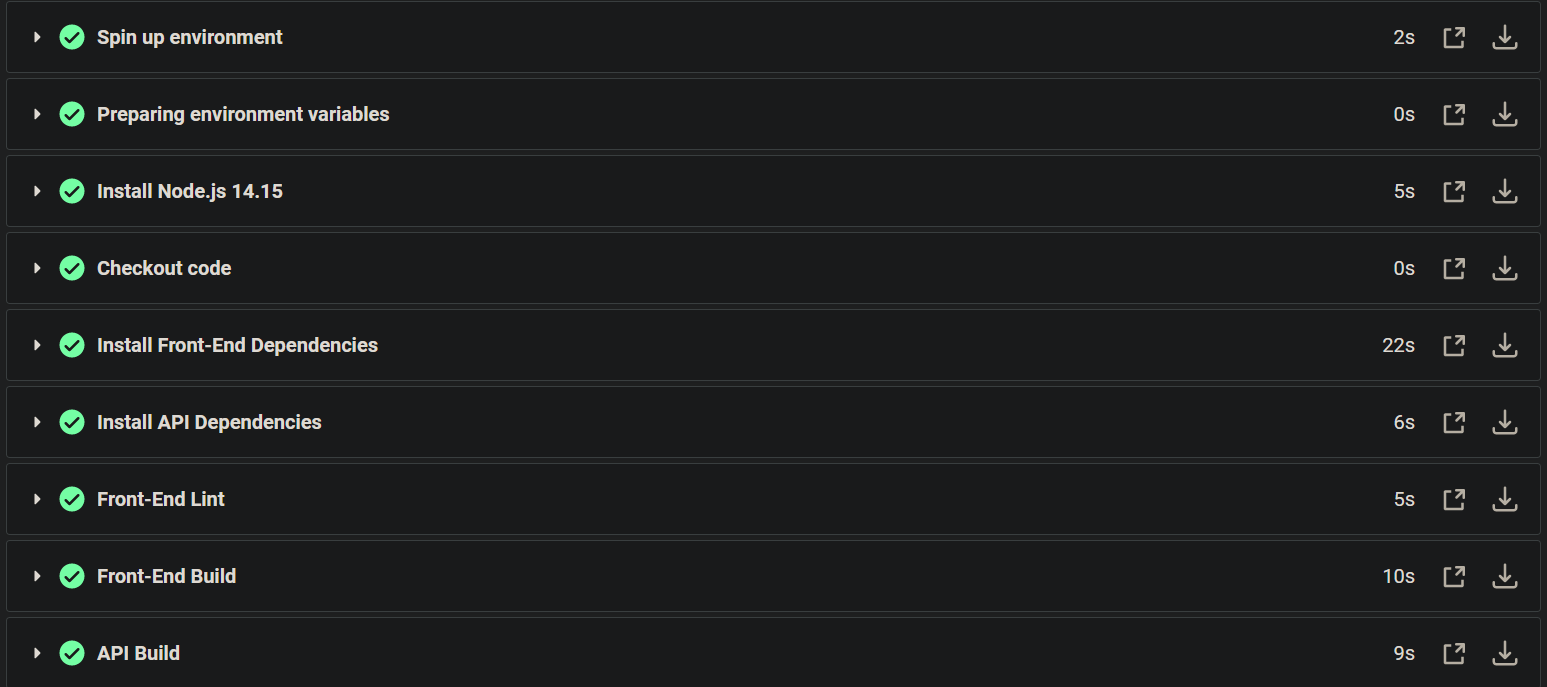 Spin up environment 2s
Preparing environment variables 0s
Install Node.js 14.15 5s
Checkout code 0s
Install Front-End Dependencies 22s
Install API Dependencies 6s
Front-End Lint 5s
Front-End Build 10s
API Build 9s